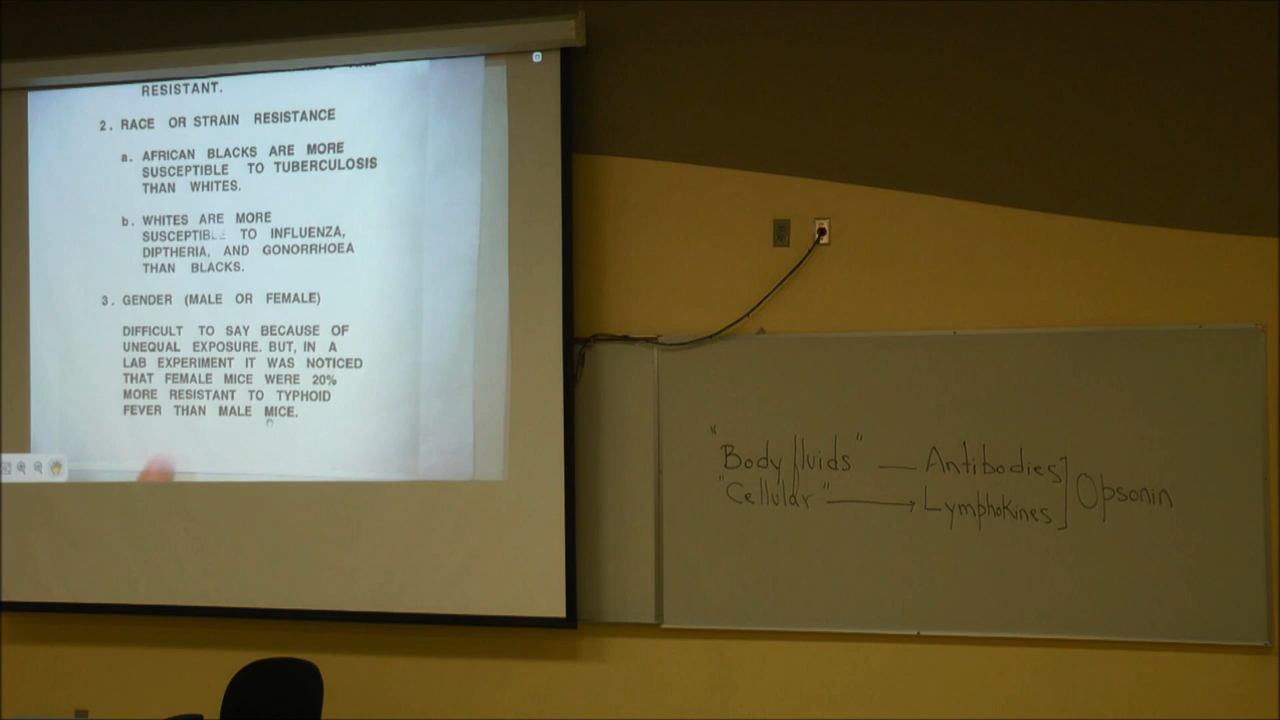 RESISTANT.
2. RACE OR STRAIN RESISTANCE
a. AFRICAN BLACKS ARE MORE
SUSCEPTIBLE TO TUBERCULOSIS
THAN WHITES.
b. WHITES ARE MORE
SUSCEPTIBLE TO INFLUENZA,
DIPTHERIA, AND GONORRHOEA
THAN BLACKS.
3. GENDER (MALE OR FEMALE)
DIFFICULT TO SAY BECAUSE OF
UNEQUAL EXPOSURE. BUT, IN A
LAB EXPERIMENT IT WAS NOTICED
THAT FEMALE MICE WERE 20%
MORE RESISTANT TO TYPHOID
FEVER THAN MALE MICE.
"Body fluids" — Antibodies
"Cellular" → Lymphokines
] Opsonin